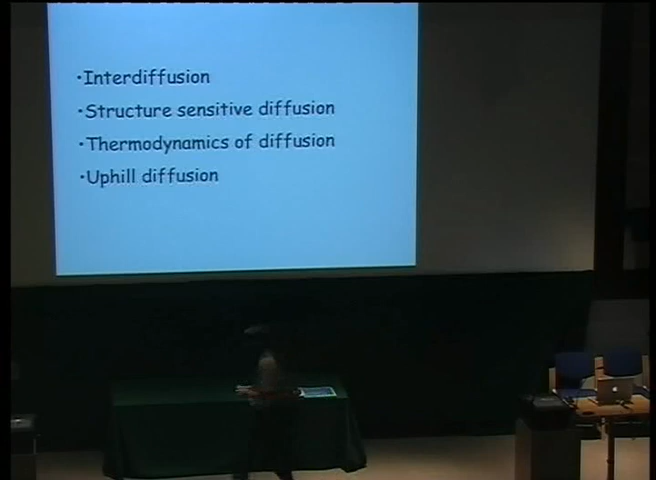 ·Interdiffusion
·Structure sensitive diffusion
·Thermodynamics of diffusion
·Uphill diffusion